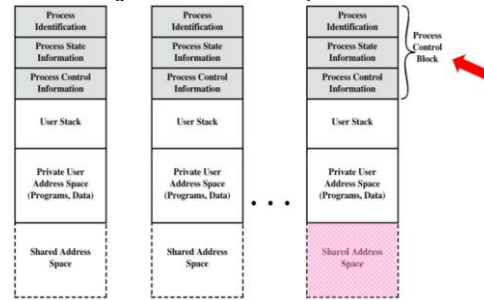 Process
Identification
Process State
Information
Process Control
Information
User Stack
Private User
Address Space
(Programs, Data)
Shared Address
Space
Process
Identification
Process State
Information
Process Control
Information
User Stack
Private User
Address Space
(Programs, Data)
Shared Address
Space
. . .
Process
Identification
Process State
Information
Process Control
Information
User Stack
Private User
Address Space
(Programs, Data)
Shared Address
Space
Process
Control
Block